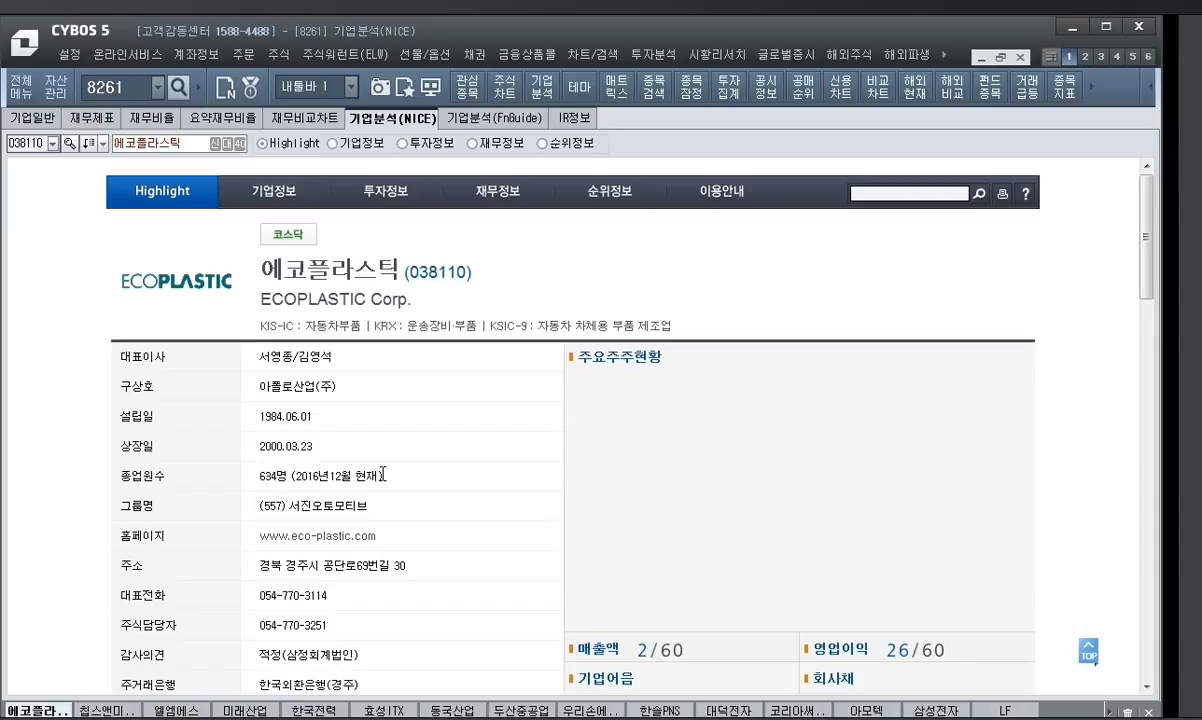 CYBOS 5 [고객감동센터 1588-4488] - [8261] 기업분석(NICE)
설정 온라인서비스 계좌정보 주문 주식 주식워런트(ELW) 선물/옵션 채권 금융상품몰 차트/검색 투자분석 시황리서치 글로벌증시 해외주식 해외파생 1 2 3 4 5 6
전체메뉴 자산관리 8261 내툴바 1 관심종목 주식차트 기업분석 테마 매트릭스 종목검색 종목잠정 투자집계 공시정보 공매순위 신용차트 비교차트 해외현재 해외비교 펀드종목 거래급등 종목지표
기업일반 재무제표 재무비율 요약재무비율 재무비교차트 기업분석(NICE) 기업분석(FnGuide) IR정보
038110 에코플라스틱 신 대 40 Highlight 기업정보 투자정보 재무정보 순위정보
Highlight 기업정보 투자정보 재무정보 순위정보 이용안내 ?
코스닥
ECOPLASTIC
에코플라스틱 (038110)
ECOPLASTIC Corp.
KIS-IC : 자동차부품 | KRX : 운송장비·부품 | KSIC-9 : 자동차 차체용 부품 제조업
대표이사 서영종/김영석 주요주주현황
구상호 아폴로산업(주)
설립일 1984.06.01
상장일 2000.03.23
종업원수 634명 (2016년12월 현재)
그룹명 (557) 서진오토모티브
홈페이지 www.eco-plastic.com
주소 경북 경주시 공단로69번길 30
대표전화 054-770-3114
주식담당자 054-770-3251
매출액 2/60 영업이익 26/60
감사의견 적정(삼정회계법인)
TOP
기업어음 회사채
주거래은행 한국외환은행(경주)
에코플라.. 칩스앤미.. 엘엠에스 미래산업 한국전력 효성ITX 동국산업 두산중공업 우리손에.. 한솔PNS 대덕전자 코리아써.. 아모텍 삼성전자 LF